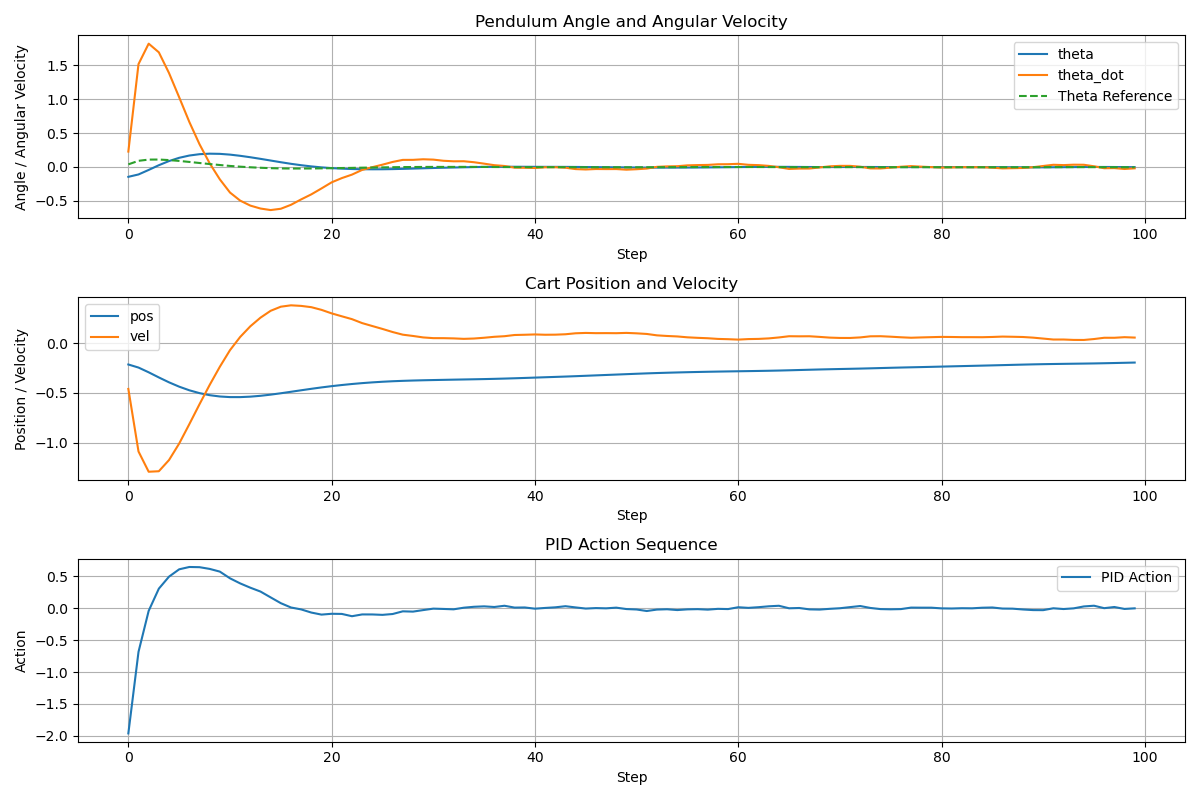 Pendulum Angle and Angular Velocity
Angle / Angular Velocity
1.5
1.0
0.5
0.0
−0.5
theta
theta_dot
Theta Reference
0 20 40 60 80 100
Step
Cart Position and Velocity
Position / Velocity
0.0
−0.5
−1.0
pos
vel
0 20 40 60 80 100
Step
PID Action Sequence
Action
0.5
0.0
−0.5
−1.0
−1.5
−2.0
PID Action
0 20 40 60 80 100
Step